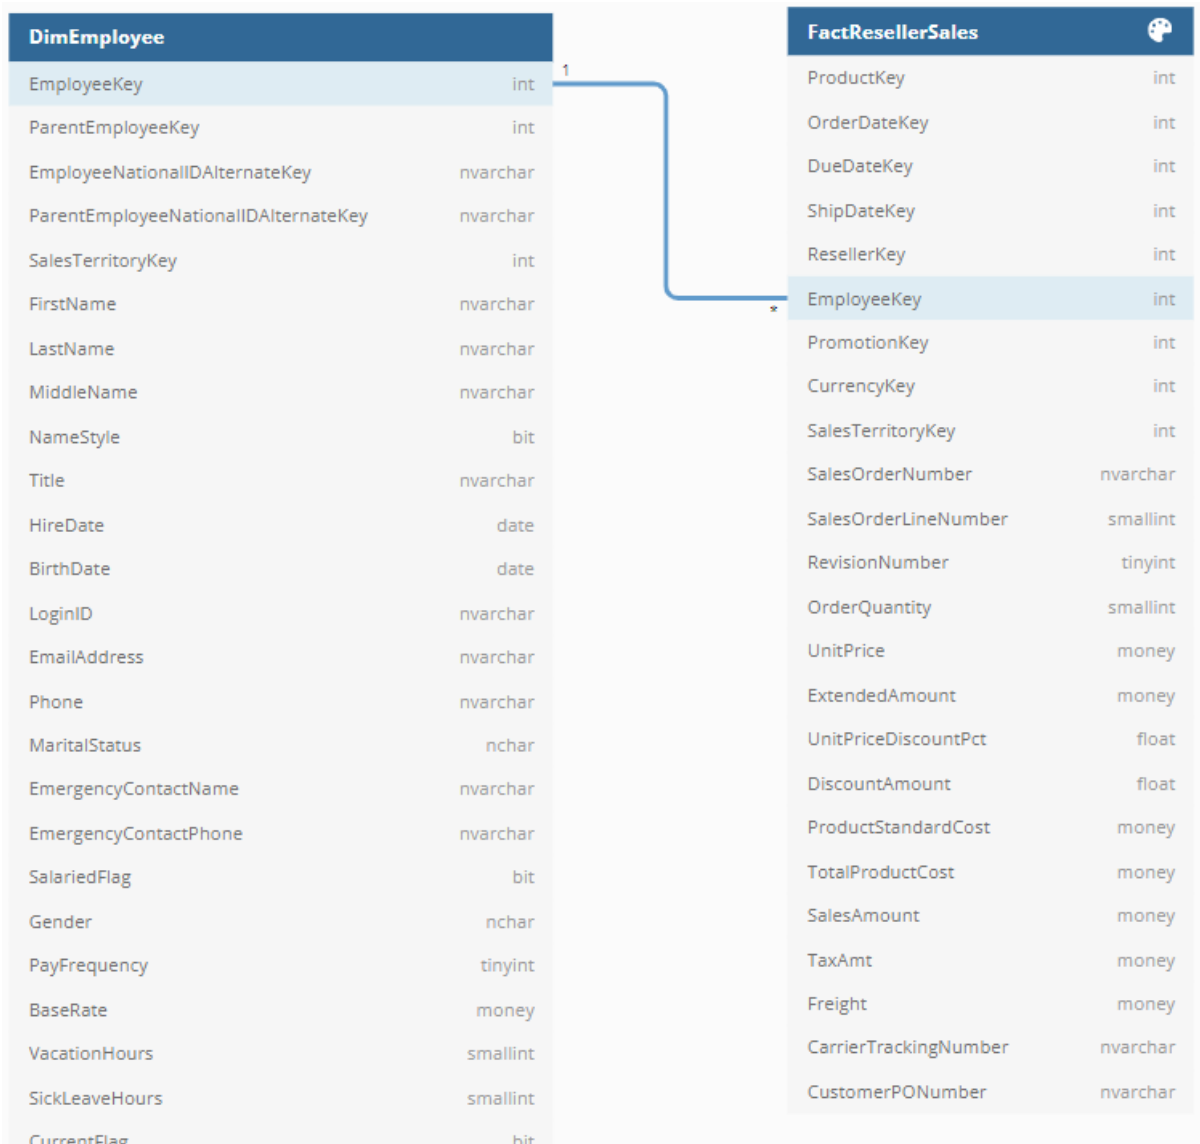 DimEmployee
EmployeeKey int
ParentEmployeeKey int
EmployeeNationalIDAlternateKey nvarchar
ParentEmployeeNationalIDAlternateKey nvarchar
SalesTerritoryKey int
FirstName nvarchar
LastName nvarchar
MiddleName nvarchar
NameStyle bit
Title nvarchar
HireDate date
BirthDate date
LoginID nvarchar
EmailAddress nvarchar
Phone nvarchar
MaritalStatus nchar
EmergencyContactName nvarchar
EmergencyContactPhone nvarchar
SalariedFlag bit
Gender nchar
PayFrequency tinyint
BaseRate money
VacationHours smallint
SickLeaveHours smallint
CurrentFlag bit
1
*
FactResellerSales
ProductKey int
OrderDateKey int
DueDateKey int
ShipDateKey int
ResellerKey int
EmployeeKey int
PromotionKey int
CurrencyKey int
SalesTerritoryKey int
SalesOrderNumber nvarchar
SalesOrderLineNumber smallint
RevisionNumber tinyint
OrderQuantity smallint
UnitPrice money
ExtendedAmount money
UnitPriceDiscountPct float
DiscountAmount float
ProductStandardCost money
TotalProductCost money
SalesAmount money
TaxAmt money
Freight money
CarrierTrackingNumber nvarchar
CustomerPONumber nvarchar